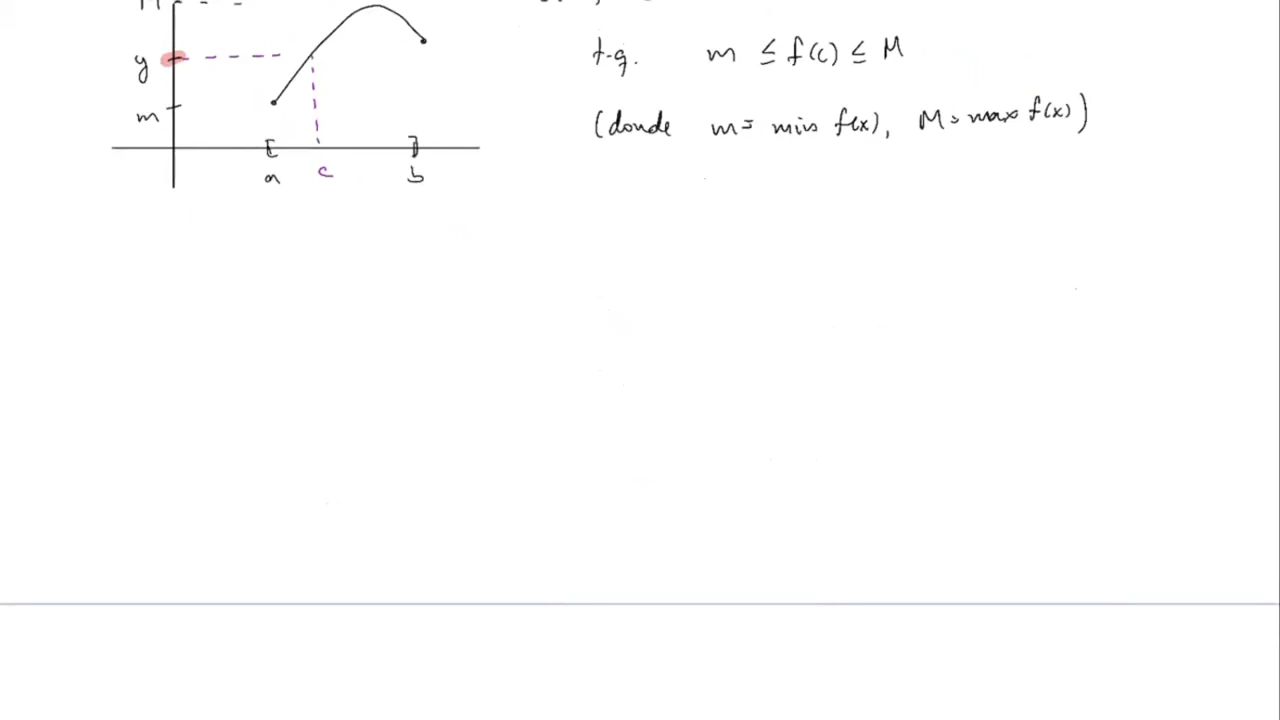 y
m
a c b
t.q. m ≤ f(c) ≤ M
(donde m = min f(x), M = max f(x))